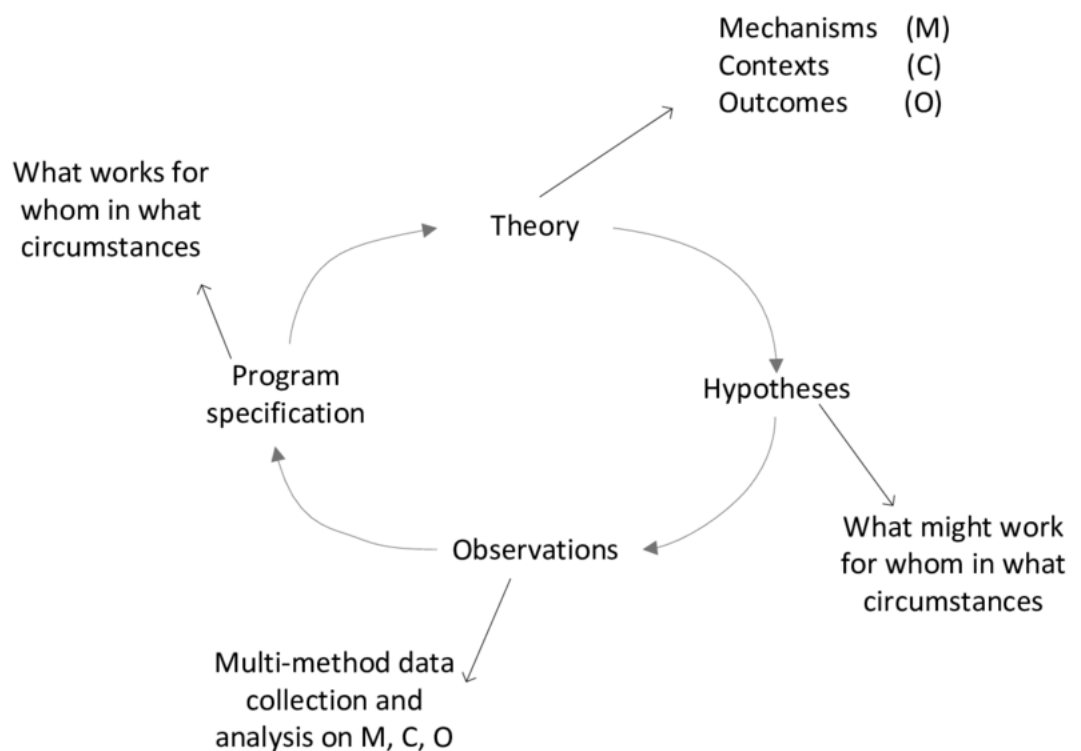 Mechanisms (M)
Contexts (C)
Outcomes (O)
What works for
whom in what
circumstances
Theory
Program
specification
Hypotheses
Observations
What might work
for whom in what
circumstances
Multi-method data
collection and
analysis on M, C, O